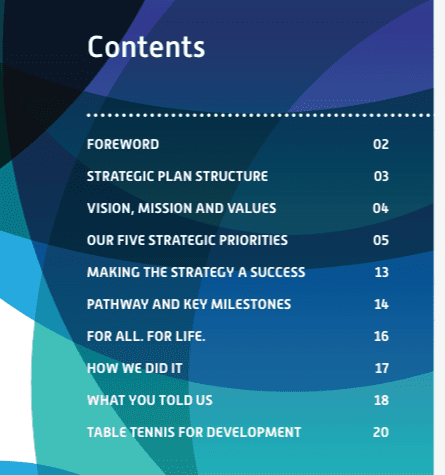 Contents
FOREWORD 02
STRATEGIC PLAN STRUCTURE 03
VISION, MISSION AND VALUES 04
OUR FIVE STRATEGIC PRIORITIES 05
MAKING THE STRATEGY A SUCCESS 13
PATHWAY AND KEY MILESTONES 14
FOR ALL. FOR LIFE. 16
HOW WE DID IT 17
WHAT YOU TOLD US 18
TABLE TENNIS FOR DEVELOPMENT 20